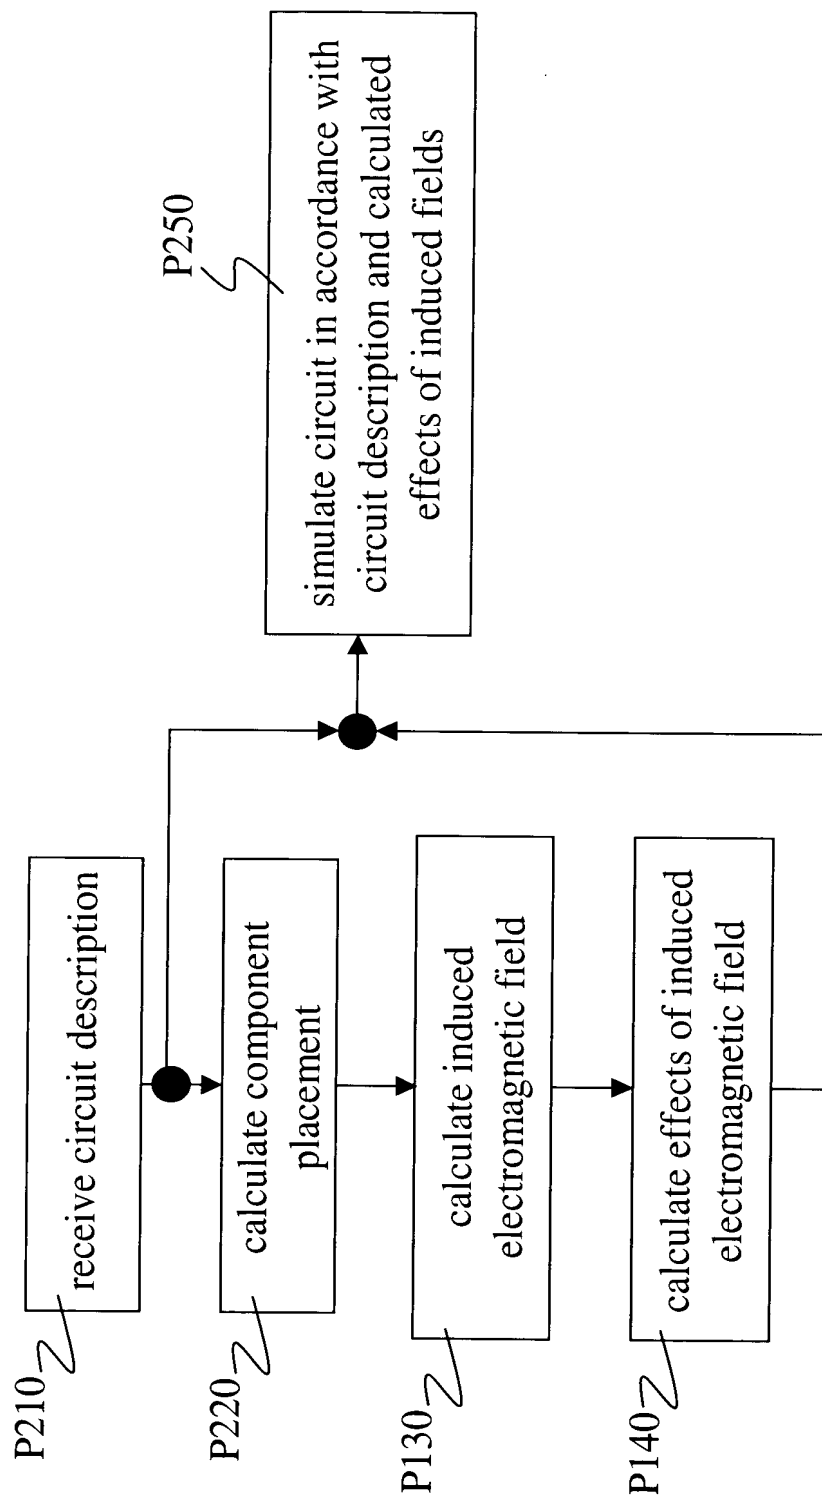 P210
receive circuit description
P220
calculate component
placement
P130
calculate induced
electromagnetic field
P140
calculate effects of induced
electromagnetic field
P250
simulate circuit in accordance with
circuit description and calculated
effects of induced fields